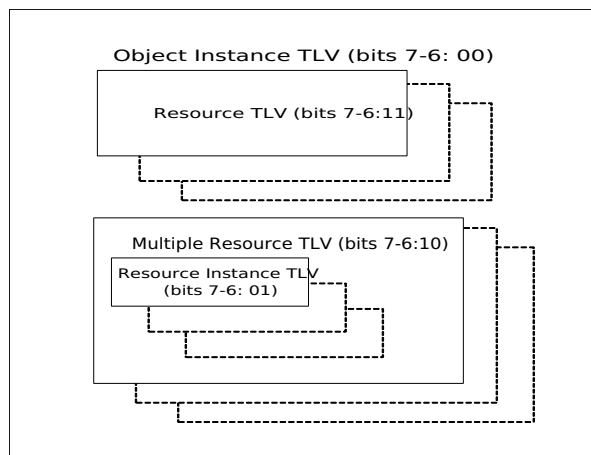 Object Instance TLV (bits 7-6: 00)
Resource TLV (bits 7-6:11)
Multiple Resource TLV (bits 7-6:10)
Resource Instance TLV
(bits 7-6: 01)